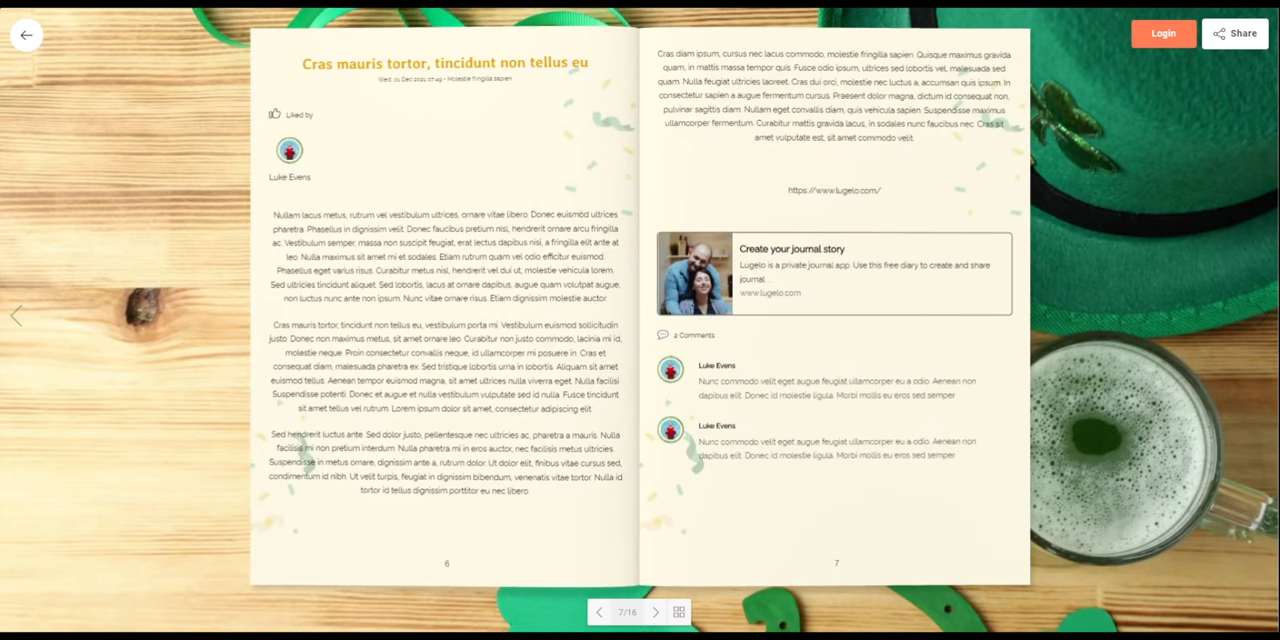 Login
Share
Cras mauris tortor, tincidunt non tellus eu
Wed, 01 Dec 2021 07:49 - Molestie fringilla sapien
Liked by
Luke Evens
Nullam lacus metus, rutrum vel vestibulum ultrices, ornare vitae libero. Donec euismod ultrices
pharetra. Phasellus in dignissim velit. Donec faucibus pretium nisl, hendrerit ornare arcu fringilla
ac. Vestibulum semper, massa non suscipit feugiat, erat lectus dapibus nisi, a fringilla elit ante at
leo. Nulla maximus sit amet mi et sodales. Etiam rutrum quam vel odio efficitur euismod.
Phasellus eget varius risus. Curabitur metus nisl, hendrerit vel dui ut, molestie vehicula lorem.
Sed ultricies tincidunt aliquet. Sed lobortis, lacus at ornare dapibus, augue quam volutpat augue,
non luctus nunc ante non ipsum. Nunc vitae ornare risus. Etiam dignissim molestie auctor.
Cras mauris tortor, tincidunt non tellus eu, vestibulum porta mi. Vestibulum euismod sollicitudin
justo. Donec non maximus metus, sit amet ornare leo. Curabitur non justo commodo, lacinia mi id,
molestie neque. Proin consectetur convallis neque, id ullamcorper mi posuere in. Cras et
consequat diam, malesuada pharetra ex. Sed tristique lobortis urna in lobortis. Aliquam sit amet
euismod tellus. Aenean tempor euismod magna, sit amet ultrices nulla viverra eget. Nulla facilisi.
Suspendisse potenti. Donec et augue et nulla vestibulum vulputate sed id nulla. Fusce tincidunt
sit amet tellus vel rutrum. Lorem ipsum dolor sit amet, consectetur adipiscing elit.
Sed hendrerit luctus ante. Sed dolor justo, pellentesque nec ultricies ac, pharetra a mauris. Nulla
facilisis mi non pretium interdum. Nulla pharetra mi in eros auctor, nec facilisis metus ultricies.
Suspendisse in metus ornare, dignissim ante a, rutrum dolor. Ut dolor elit, finibus vitae cursus sed,
condimentum id nibh. Ut velit turpis, feugiat in dignissim bibendum, venenatis vitae tortor. Nulla id
tortor id tellus dignissim porttitor eu nec libero.
6
Cras diam ipsum, cursus nec lacus commodo, molestie fringilla sapien. Quisque maximus gravida
quam, in mattis massa tempor quis. Fusce odio ipsum, ultrices sed lobortis vel, malesuada sed
quam. Nulla feugiat ultricies laoreet. Cras dui orci, molestie nec luctus a, accumsan quis ipsum. In
consectetur sapien a augue fermentum cursus. Praesent dolor magna, dictum id consequat non,
pulvinar sagittis diam. Nullam eget convallis diam, quis vehicula sapien. Suspendisse maximus
ullamcorper fermentum. Curabitur mattis gravida lacus, in sodales nunc faucibus nec. Cras sit
amet vulputate est, sit amet commodo velit.
https://www.lugelo/
Create your journal story
Lugelo is a private journal app. Use this free diary to create and share
journal...
www.lugelo.com
2 Comments
Luke Evens
Nunc commodo velit eget augue feugiat ullamcorper eu a odio. Aenean non
dapibus elit. Donec id molestie ligula. Morbi mollis eu eros sed semper
Luke Evens
Nunc commodo velit eget augue feugiat ullamcorper eu a odio. Aenean non
dapibus elit. Donec id molestie ligula. Morbi mollis eu eros sed semper
7
7/16